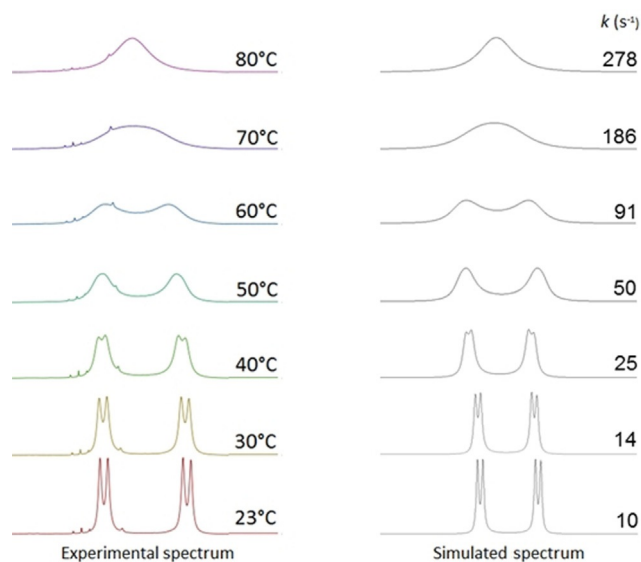 k (s⁻¹)
80°C 278
70°C 186
60°C 91
50°C 50
40°C 25
30°C 14
23°C 10
Experimental spectrum Simulated spectrum